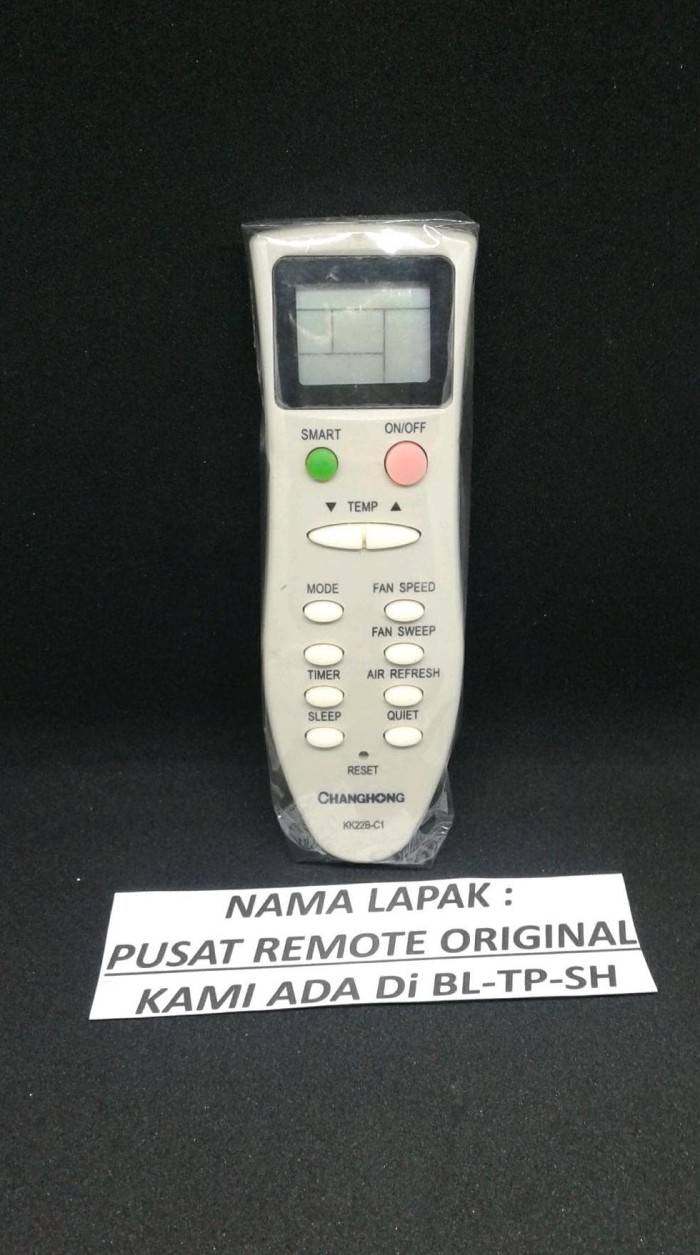 SMART ON/OFF
▼ TEMP ▲
MODE FAN SPEED
FAN SWEEP
TIMER AIR REFRESH
SLEEP QUIET
RESET
CHANGHONG
KK22B-C1
NAMA LAPAK :
PUSAT REMOTE ORIGINAL
KAMI ADA Di BL-TP-SH